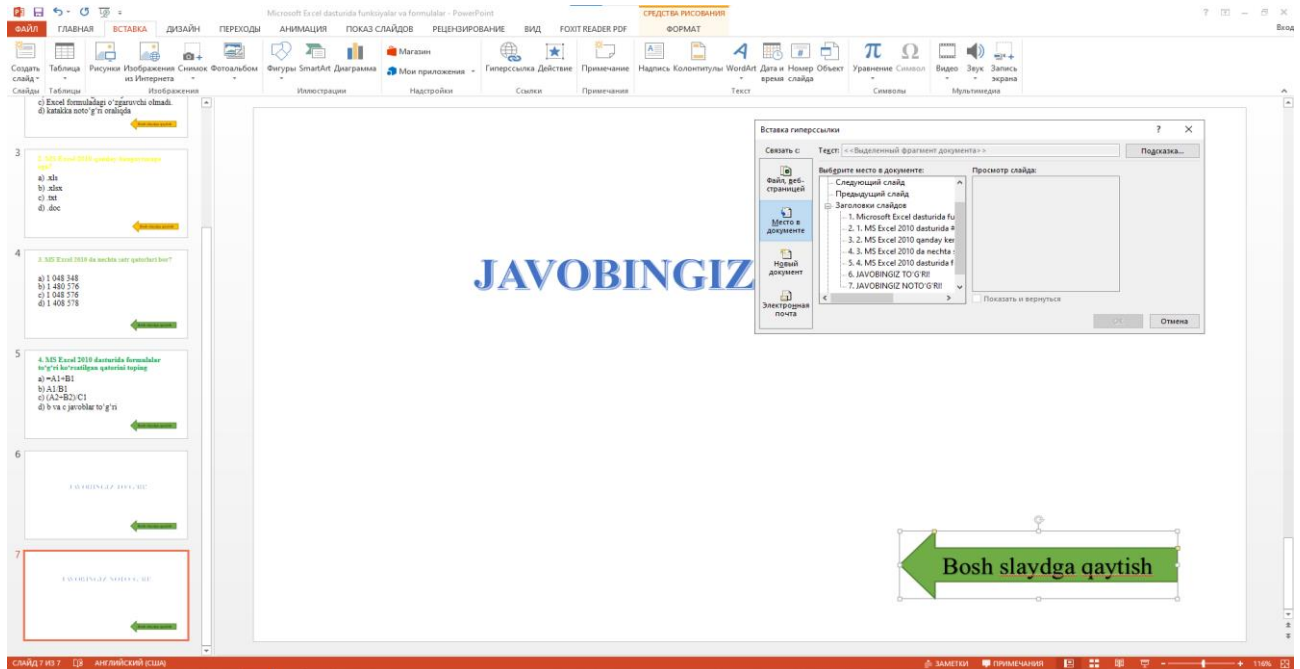 Microsoft Excel dasturida funksiyalar va formulalar - PowerPoint
СРЕДСТВА РИСОВАНИЯ
ФАЙЛ ГЛАВНАЯ ВСТАВКА ДИЗАЙН ПЕРЕХОДЫ АНИМАЦИЯ ПОКАЗ СЛАЙДОВ РЕЦЕНЗИРОВАНИЕ ВИД FOXIT READER PDF ФОРМАТ Вход
Создать слайд
Таблица
Рисунки
Изображения из Интернета
Снимок
Фотоальбом
Фигуры
SmartArt
Диаграмма
Магазин
Мои приложения
Гиперссылка
Действие
Примечание
Надпись
Колонтитулы
WordArt
Дата и время
Номер слайда
Объект
Уравнение
Символ
Видео
Звук
Запись экрана
Слайды Таблицы Изображения Иллюстрации Надстройки Ссылки Примечания Текст Символы Мультимедиа
c) Excel formuladagi o'zgaruvchi olmadi.
d) katakka noto'g'ri oraliqda
3
a) .xls
b) .xlsx
c) .txt
d) .doc
4
3. MS Excel 2010 da nechta satr qatorlari bor?
a) 1 048 348
b) 1 480 576
c) 1 048 576
d) 1 408 578
5
4. MS Excel 2010 dasturida formulalar
to'g'ri ko'rsatilgan qatorini toping
a) =A1+B1
b) A1/B1
c) (A2+B2)/C1
d) b va c javoblar to'g'ri
6
JAVOBINGIZ TO'G'RI!
7
JAVOBINGIZ NOTO'G'RI!
JAVOBINGIZ
Вставка гиперссылки ? X
Связать с: Текст: <<Выделенный фрагмент документа>> Подсказка...
файл, веб-страницей
Место в документе
Новый документ
Электронная почта
Выберите место в документе: Просмотр слайда:
Следующий слайд
Предыдущий слайд
Заголовки слайдов
1. Microsoft Excel dasturida fu
2. 1. MS Excel 2010 dasturida #
3. 2. MS Excel 2010 qanday ker
4. 3. MS Excel 2010 da nechta s
5. 4. MS Excel 2010 dasturida f
6. JAVOBINGIZ TO'G'RI!
7. JAVOBINGIZ NOTO'G'RI!
Показать и вернуться
ОК Отмена
Bosh slaydga qaytish
СЛАЙД 7 ИЗ 7 АНГЛИЙСКИЙ (США) ЗАМЕТКИ ПРИМЕЧАНИЯ 116%